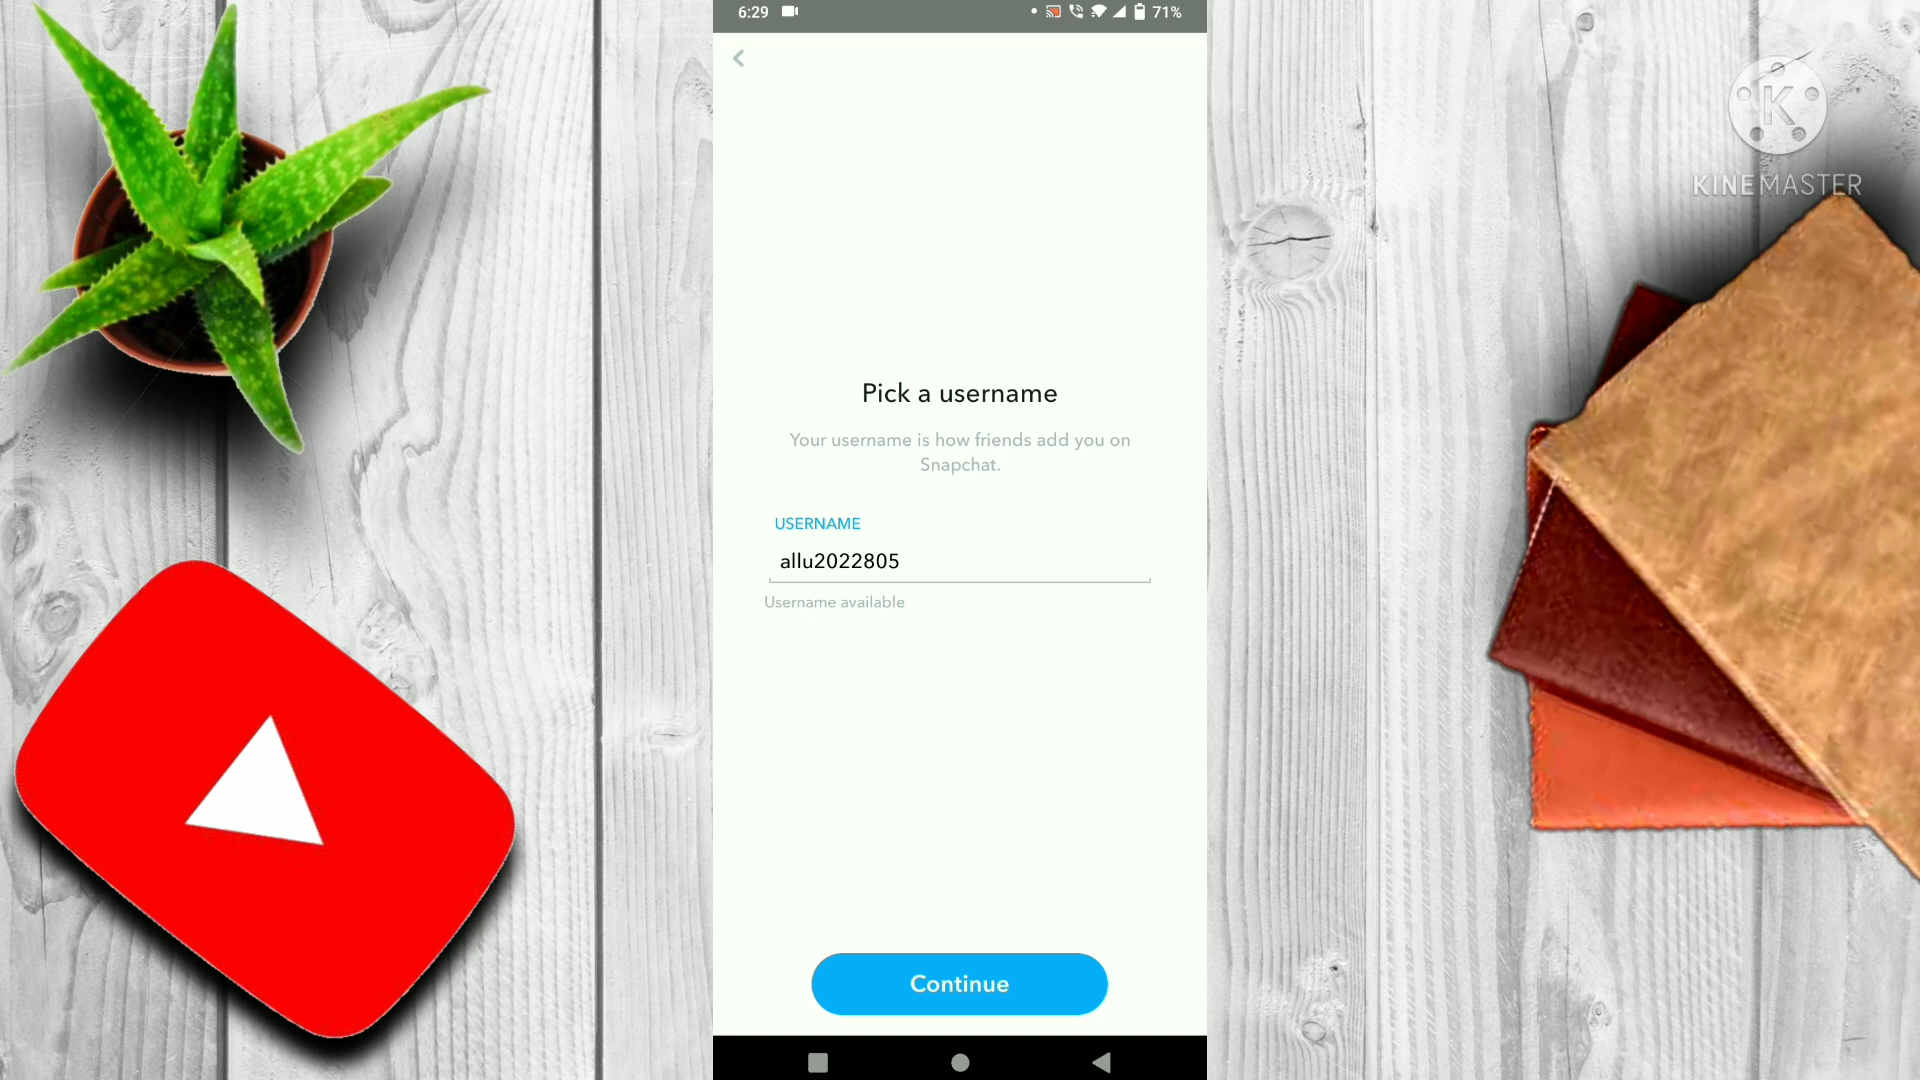 6:29
71%
Pick a username
Your username is how friends add you on
Snapchat.
USERNAME
allu2022805
Username available
Continue
K
KINEMASTER